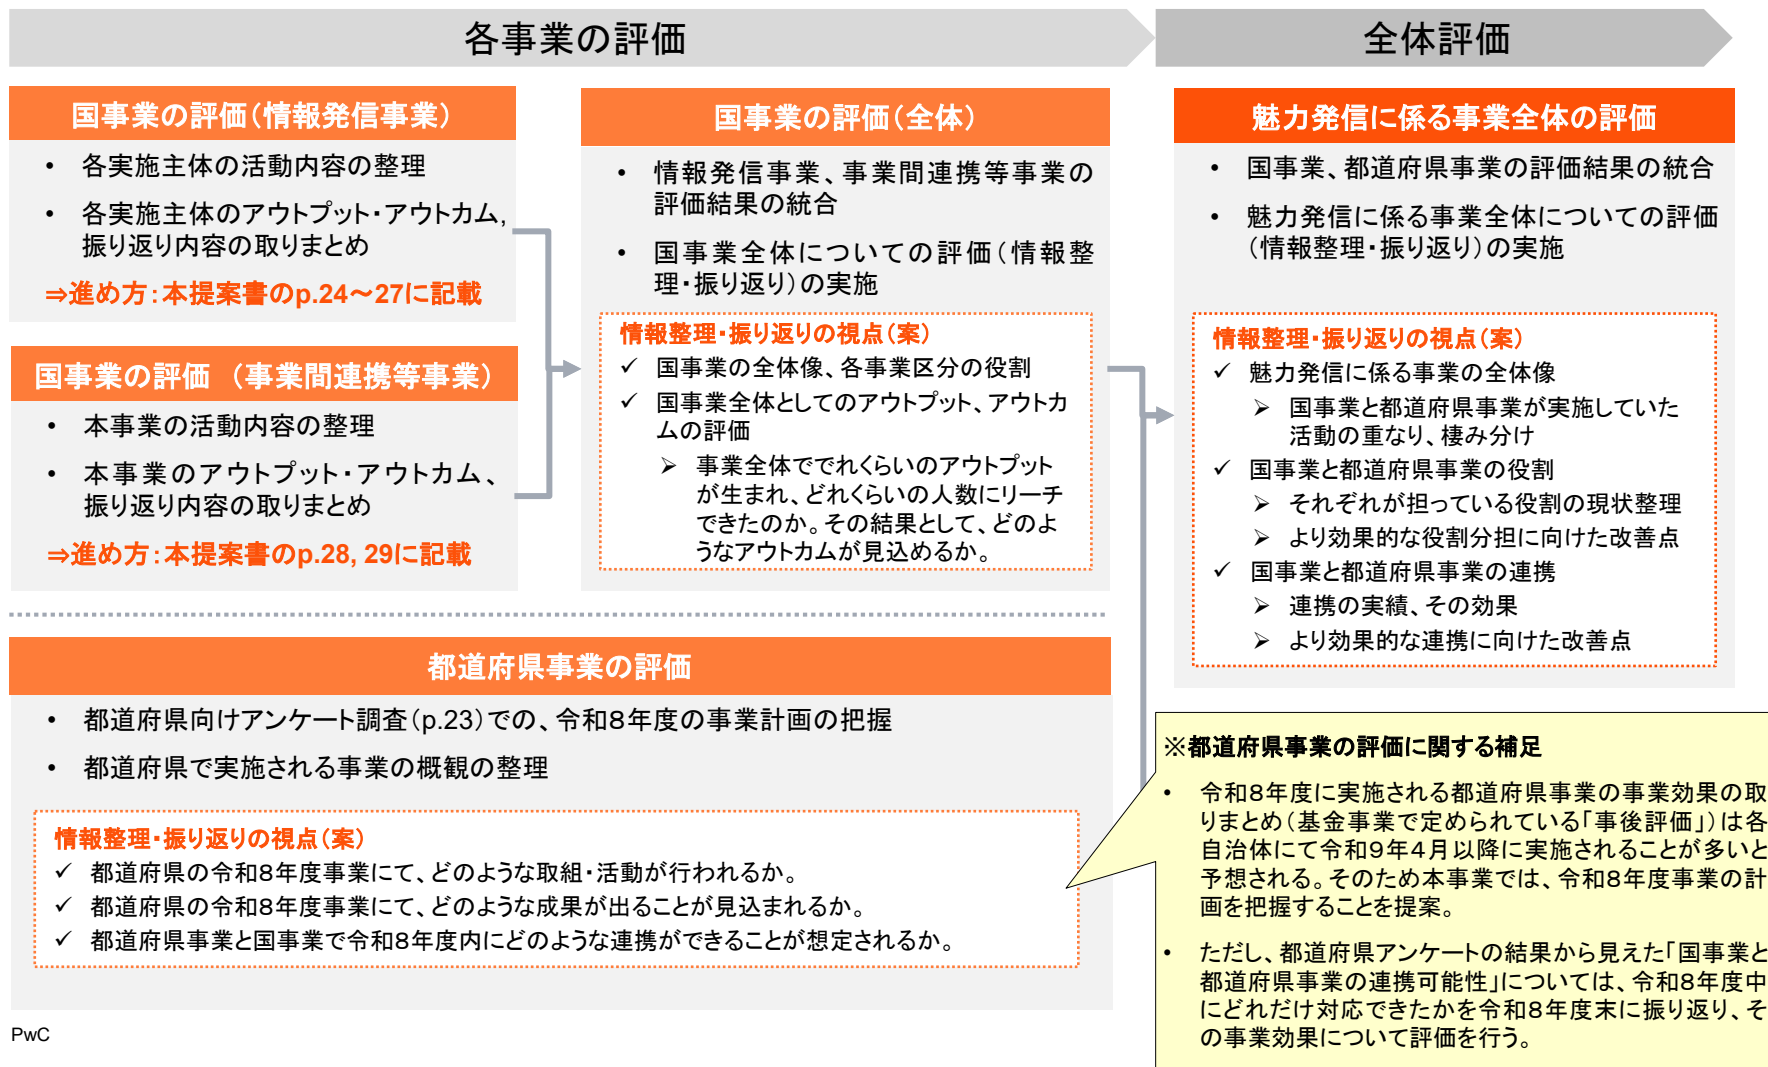 各事業の評価
全体評価
国事業の評価(情報発信事業)
• 各実施主体の活動内容の整理
• 各実施主体のアウトプット・アウトカム,
振り返り内容の取りまとめ
⇒進め方：本提案書のp.24～27に記載
国事業の評価 （事業間連携等事業）
• 本事業の活動内容の整理
• 本事業のアウトプット・アウトカム、
振り返り内容の取りまとめ
⇒進め方：本提案書のp.28, 29に記載
国事業の評価(全体)
• 情報発信事業、事業間連携等事業の
評価結果の統合
• 国事業全体についての評価(情報整
理・振り返り)の実施
情報整理・振り返りの視点(案)
✓ 国事業の全体像、各事業区分の役割
✓ 国事業全体としてのアウトプット、アウトカ
ムの評価
➢ 事業全体ででれくらいのアウトプット
が生まれ、どれくらいの人数にリーチ
できたのか。その結果として、どのよ
うなアウトカムが見込めるか。
都道府県事業の評価
• 都道府県向けアンケート調査(p.23)での、令和８年度の事業計画の把握
• 都道府県で実施される事業の概観の整理
情報整理・振り返りの視点(案)
✓ 都道府県の令和８年度事業にて、どのような取組・活動が行われるか。
✓ 都道府県の令和８年度事業にて、どのような成果が出ることが見込まれるか。
✓ 都道府県事業と国事業で令和８年度内にどのような連携ができることが想定されるか。
魅力発信に係る事業全体の評価
• 国事業、都道府県事業の評価結果の統合
• 魅力発信に係る事業全体についての評価
(情報整理・振り返り)の実施
情報整理・振り返りの視点(案)
✓ 魅力発信に係る事業の全体像
➢ 国事業と都道府県事業が実施していた
活動の重なり、棲み分け
✓ 国事業と都道府県事業の役割
➢ それぞれが担っている役割の現状整理
➢ より効果的な役割分担に向けた改善点
✓ 国事業と都道府県事業の連携
➢ 連携の実績、その効果
➢ より効果的な連携に向けた改善点
※都道府県事業の評価に関する補足
• 令和８年度に実施される都道府県事業の事業効果の取
りまとめ(基金事業で定められている「事後評価」)は各
自治体にて令和９年４月以降に実施されることが多いと
予想される。そのため本事業では、令和８年度事業の計
画を把握することを提案。
• ただし、都道府県アンケートの結果から見えた「国事業と
都道府県事業の連携可能性」については、令和８年度中
にどれだけ対応できたかを令和８年度末に振り返り、そ
の事業効果について評価を行う。
PwC